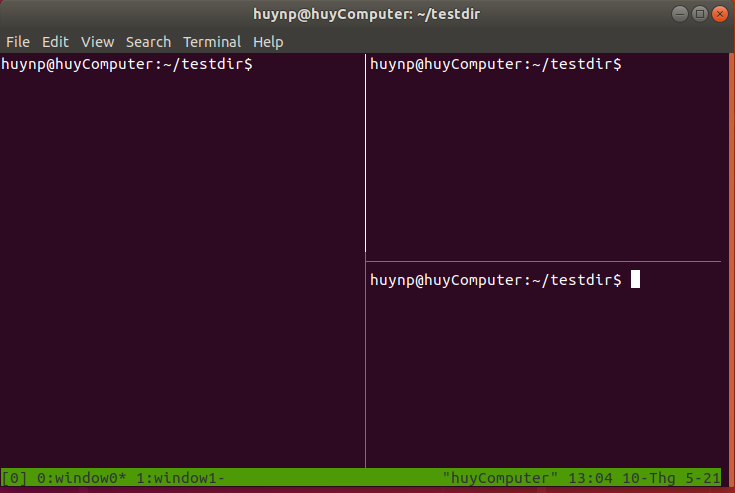 huynp@huyComputer: ~/testdir
File Edit View Search Terminal Help
huynp@huyComputer:~/testdir$
huynp@huyComputer:~/testdir$
huynp@huyComputer:~/testdir$
[0] 0:window0* 1:window1- "huyComputer" 13:04 10-Thg 5-21